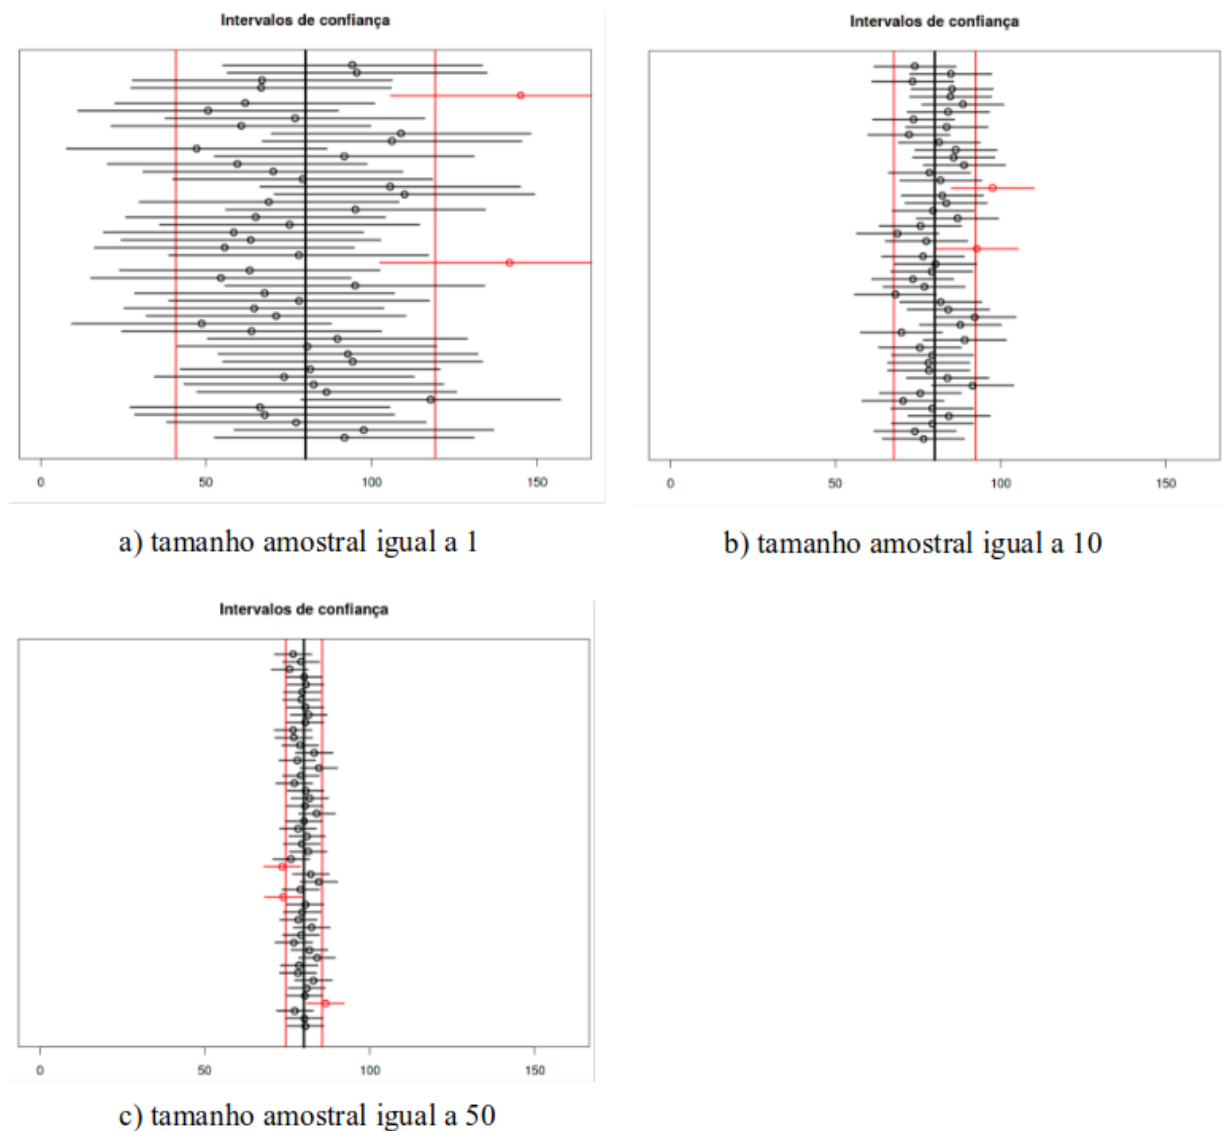 Intervalos de confiança
Intervalos de confiança
0 50 100 150
0 50 100 150
a) tamanho amostral igual a 1
b) tamanho amostral igual a 10
Intervalos de confiança
0 50 100 150
c) tamanho amostral igual a 50